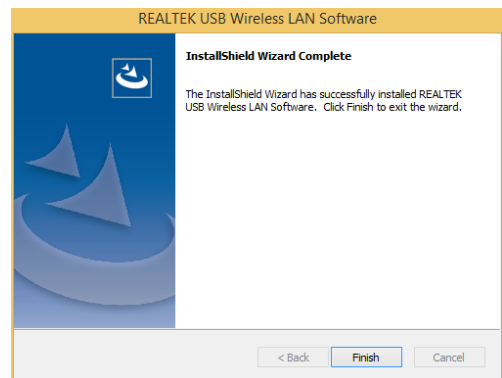 REALTEK USB Wireless LAN Software
InstallShield Wizard Complete
The InstallShield Wizard has successfully installed REALTEK
USB Wireless LAN Software. Click Finish to exit the wizard.
< Back
Finish
Cancel